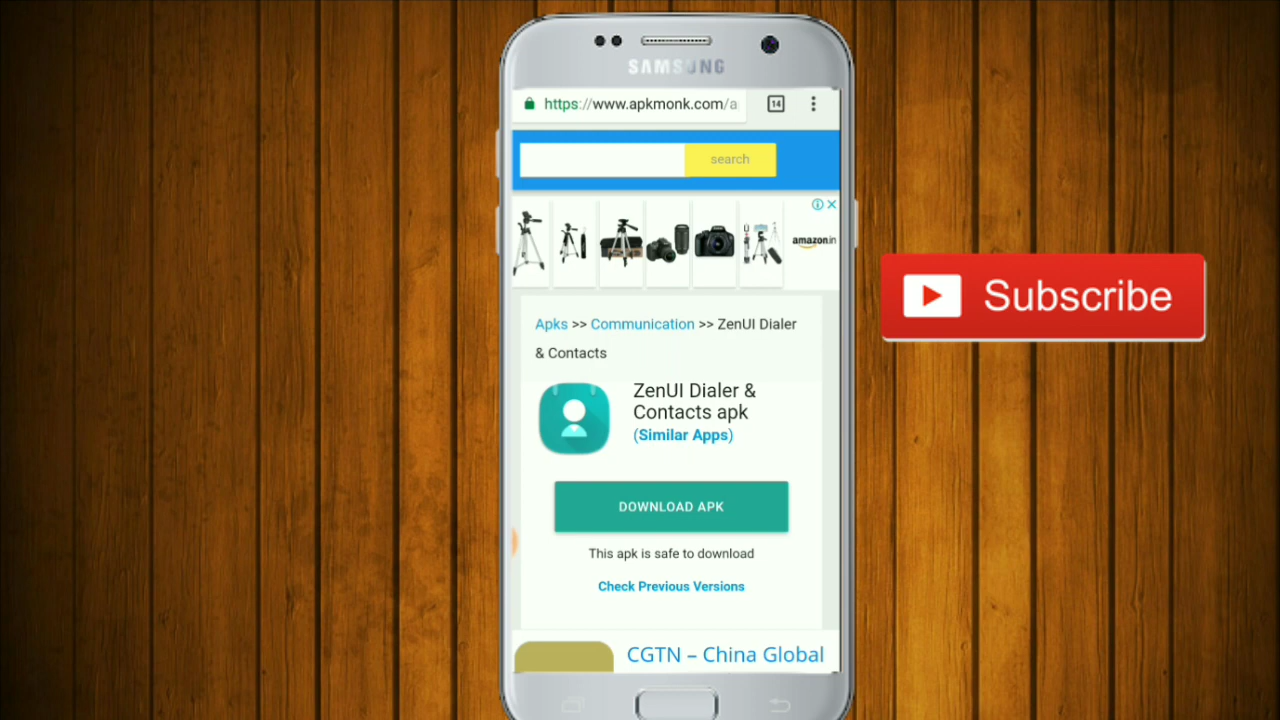 SAMSUNG
https://www.apkmonk.com/a
14
search
amazon.in
Apks >> Communication >> ZenUI Dialer
& Contacts
ZenUI Dialer &
Contacts apk
(Similar Apps)
DOWNLOAD APK
This apk is safe to download
Check Previous Versions
CGTN – China Global
Subscribe